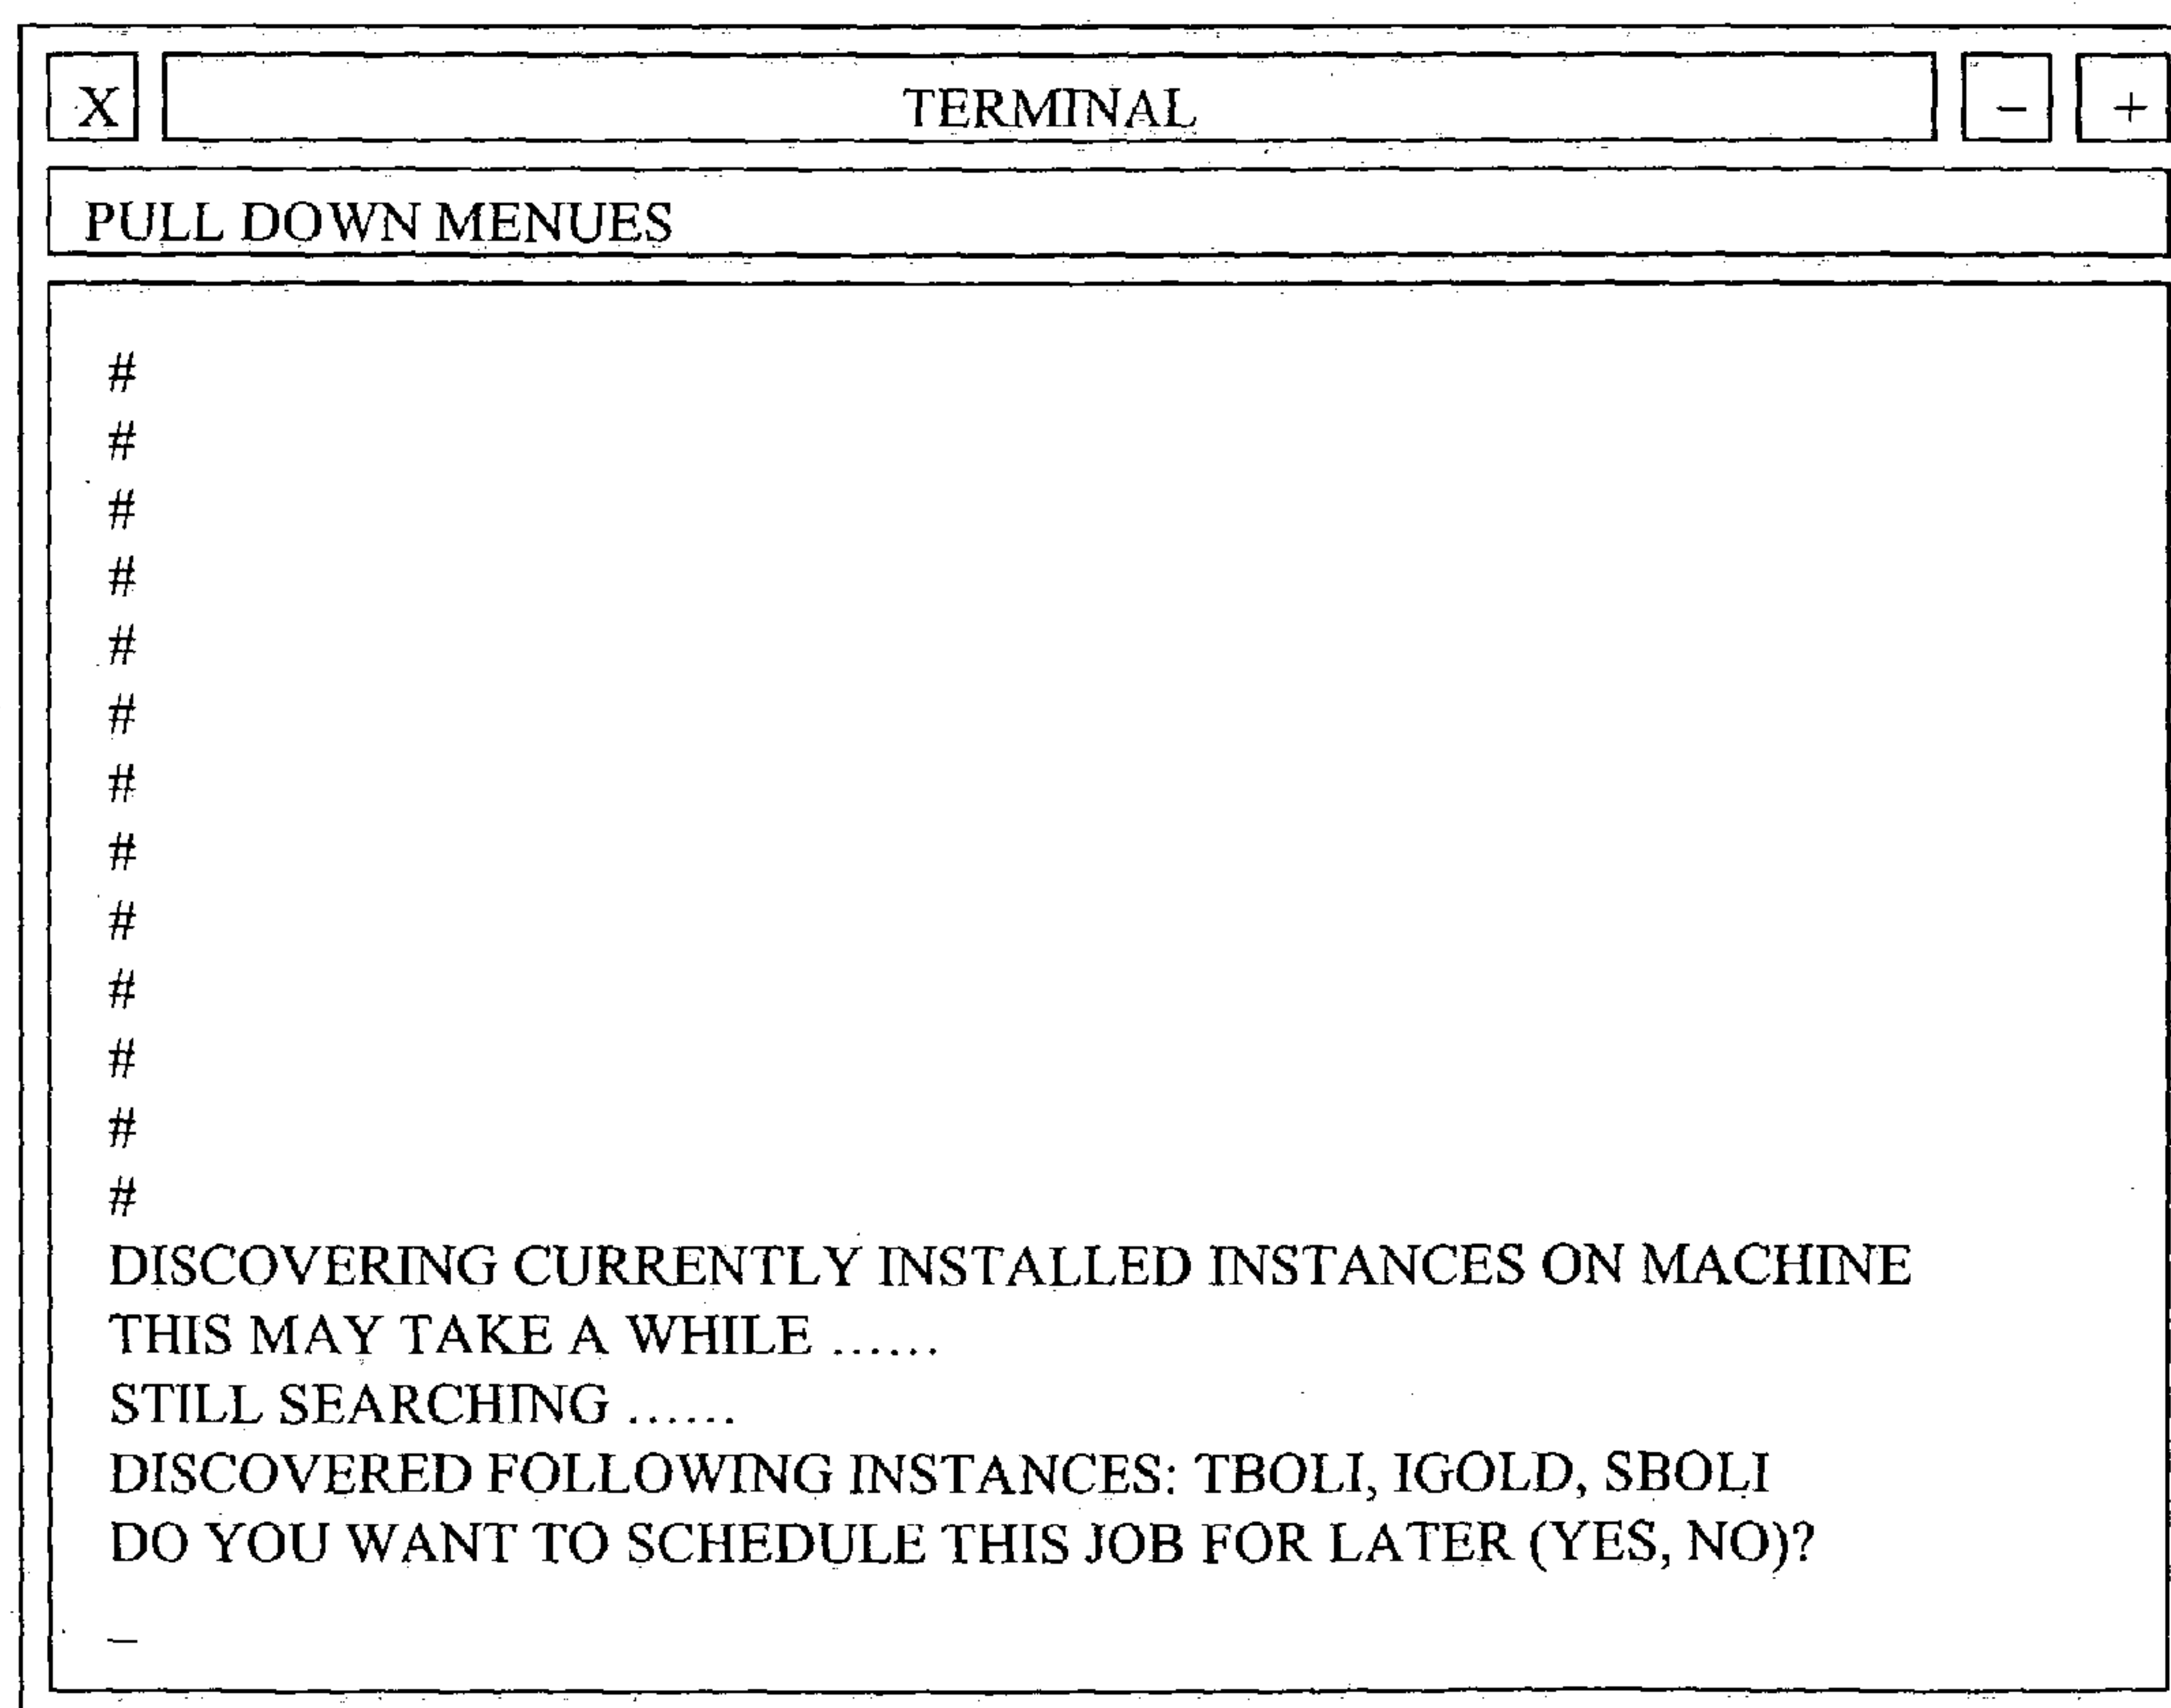 X TERMINAL – +
PULL DOWN MENUES
#
#
#
#
#
#
#
#
#
#
#
#
#
DISCOVERING CURRENTLY INSTALLED INSTANCES ON MACHINE
THIS MAY TAKE A WHILE ......
STILL SEARCHING ......
DISCOVERED FOLLOWING INSTANCES: TBOLI, IGOLD, SBOLI
DO YOU WANT TO SCHEDULE THIS JOB FOR LATER (YES, NO)?
_